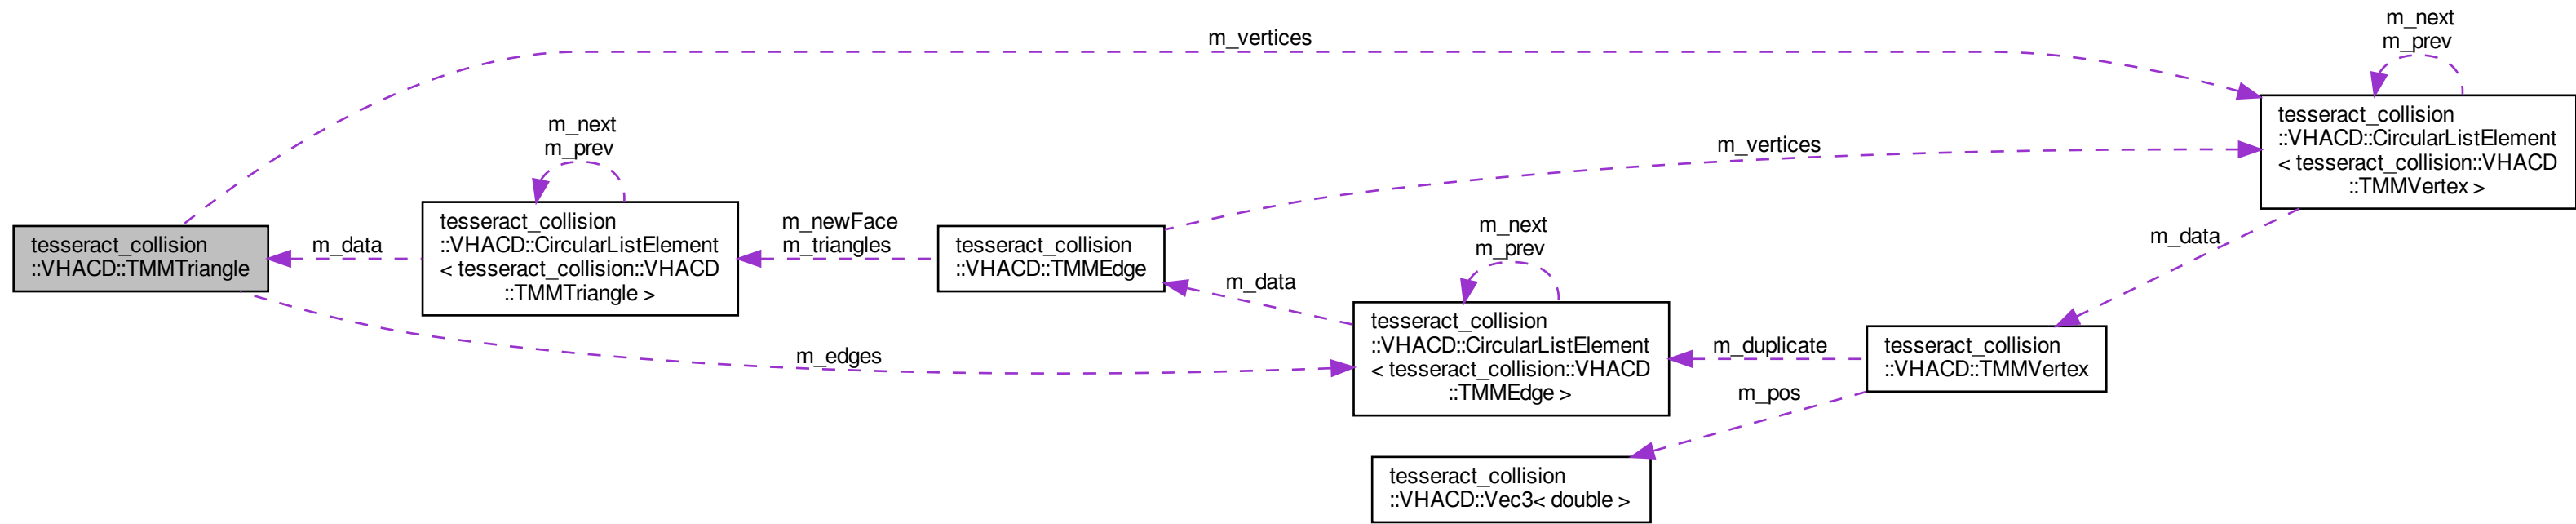 m_next
m_prev
m_vertices
tesseract_collision
::VHACD::CircularListElement
< tesseract_collision::VHACD
::TMMVertex >
m_next
m_prev
m_vertices
tesseract_collision
::VHACD::TMMTriangle
m_data
tesseract_collision
::VHACD::CircularListElement
< tesseract_collision::VHACD
::TMMTriangle >
m_newFace
m_triangles
tesseract_collision
::VHACD::TMMEdge
m_next
m_prev
m_data
m_data
m_edges
tesseract_collision
::VHACD::CircularListElement
< tesseract_collision::VHACD
::TMMEdge >
m_duplicate
tesseract_collision
::VHACD::TMMVertex
m_pos
tesseract_collision
::VHACD::Vec3< double >